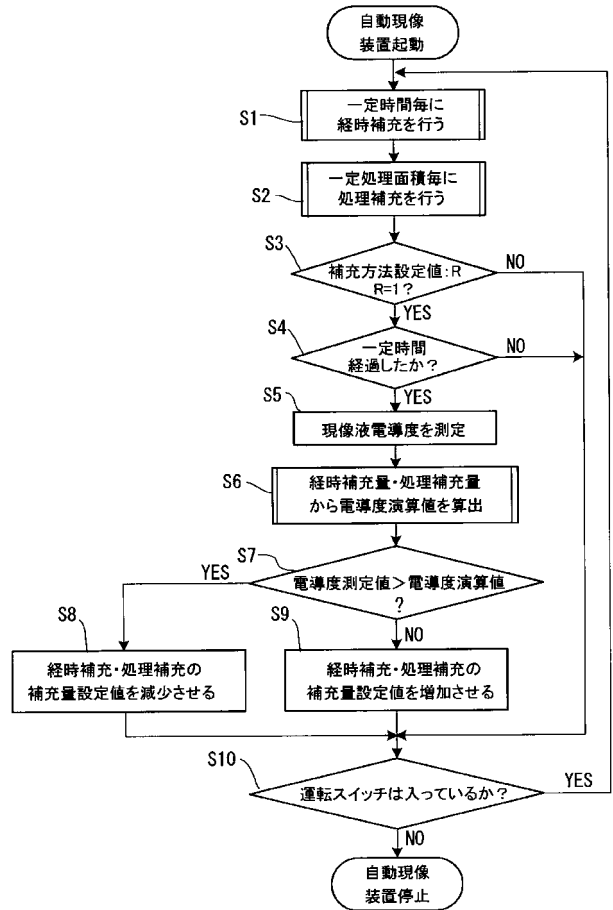 自動現像
装置起動
S1
一定時間毎に
経時補充を行う
S2
一定処理面積毎に
処理補充を行う
S3
補充方法設定値:R
R=1?
NO
YES
S4
一定時間
経過したか?
NO
YES
S5
現像液電導度を測定
S6
経時補充量・処理補充量
から電導度演算値を算出
S7
YES
電導度測定値>電導度演算値
?
NO
S8
経時補充・処理補充の
補充量設定値を減少させる
S9
経時補充・処理補充の
補充量設定値を増加させる
S10
運転スイッチは入っているか?
YES
NO
自動現像
装置停止